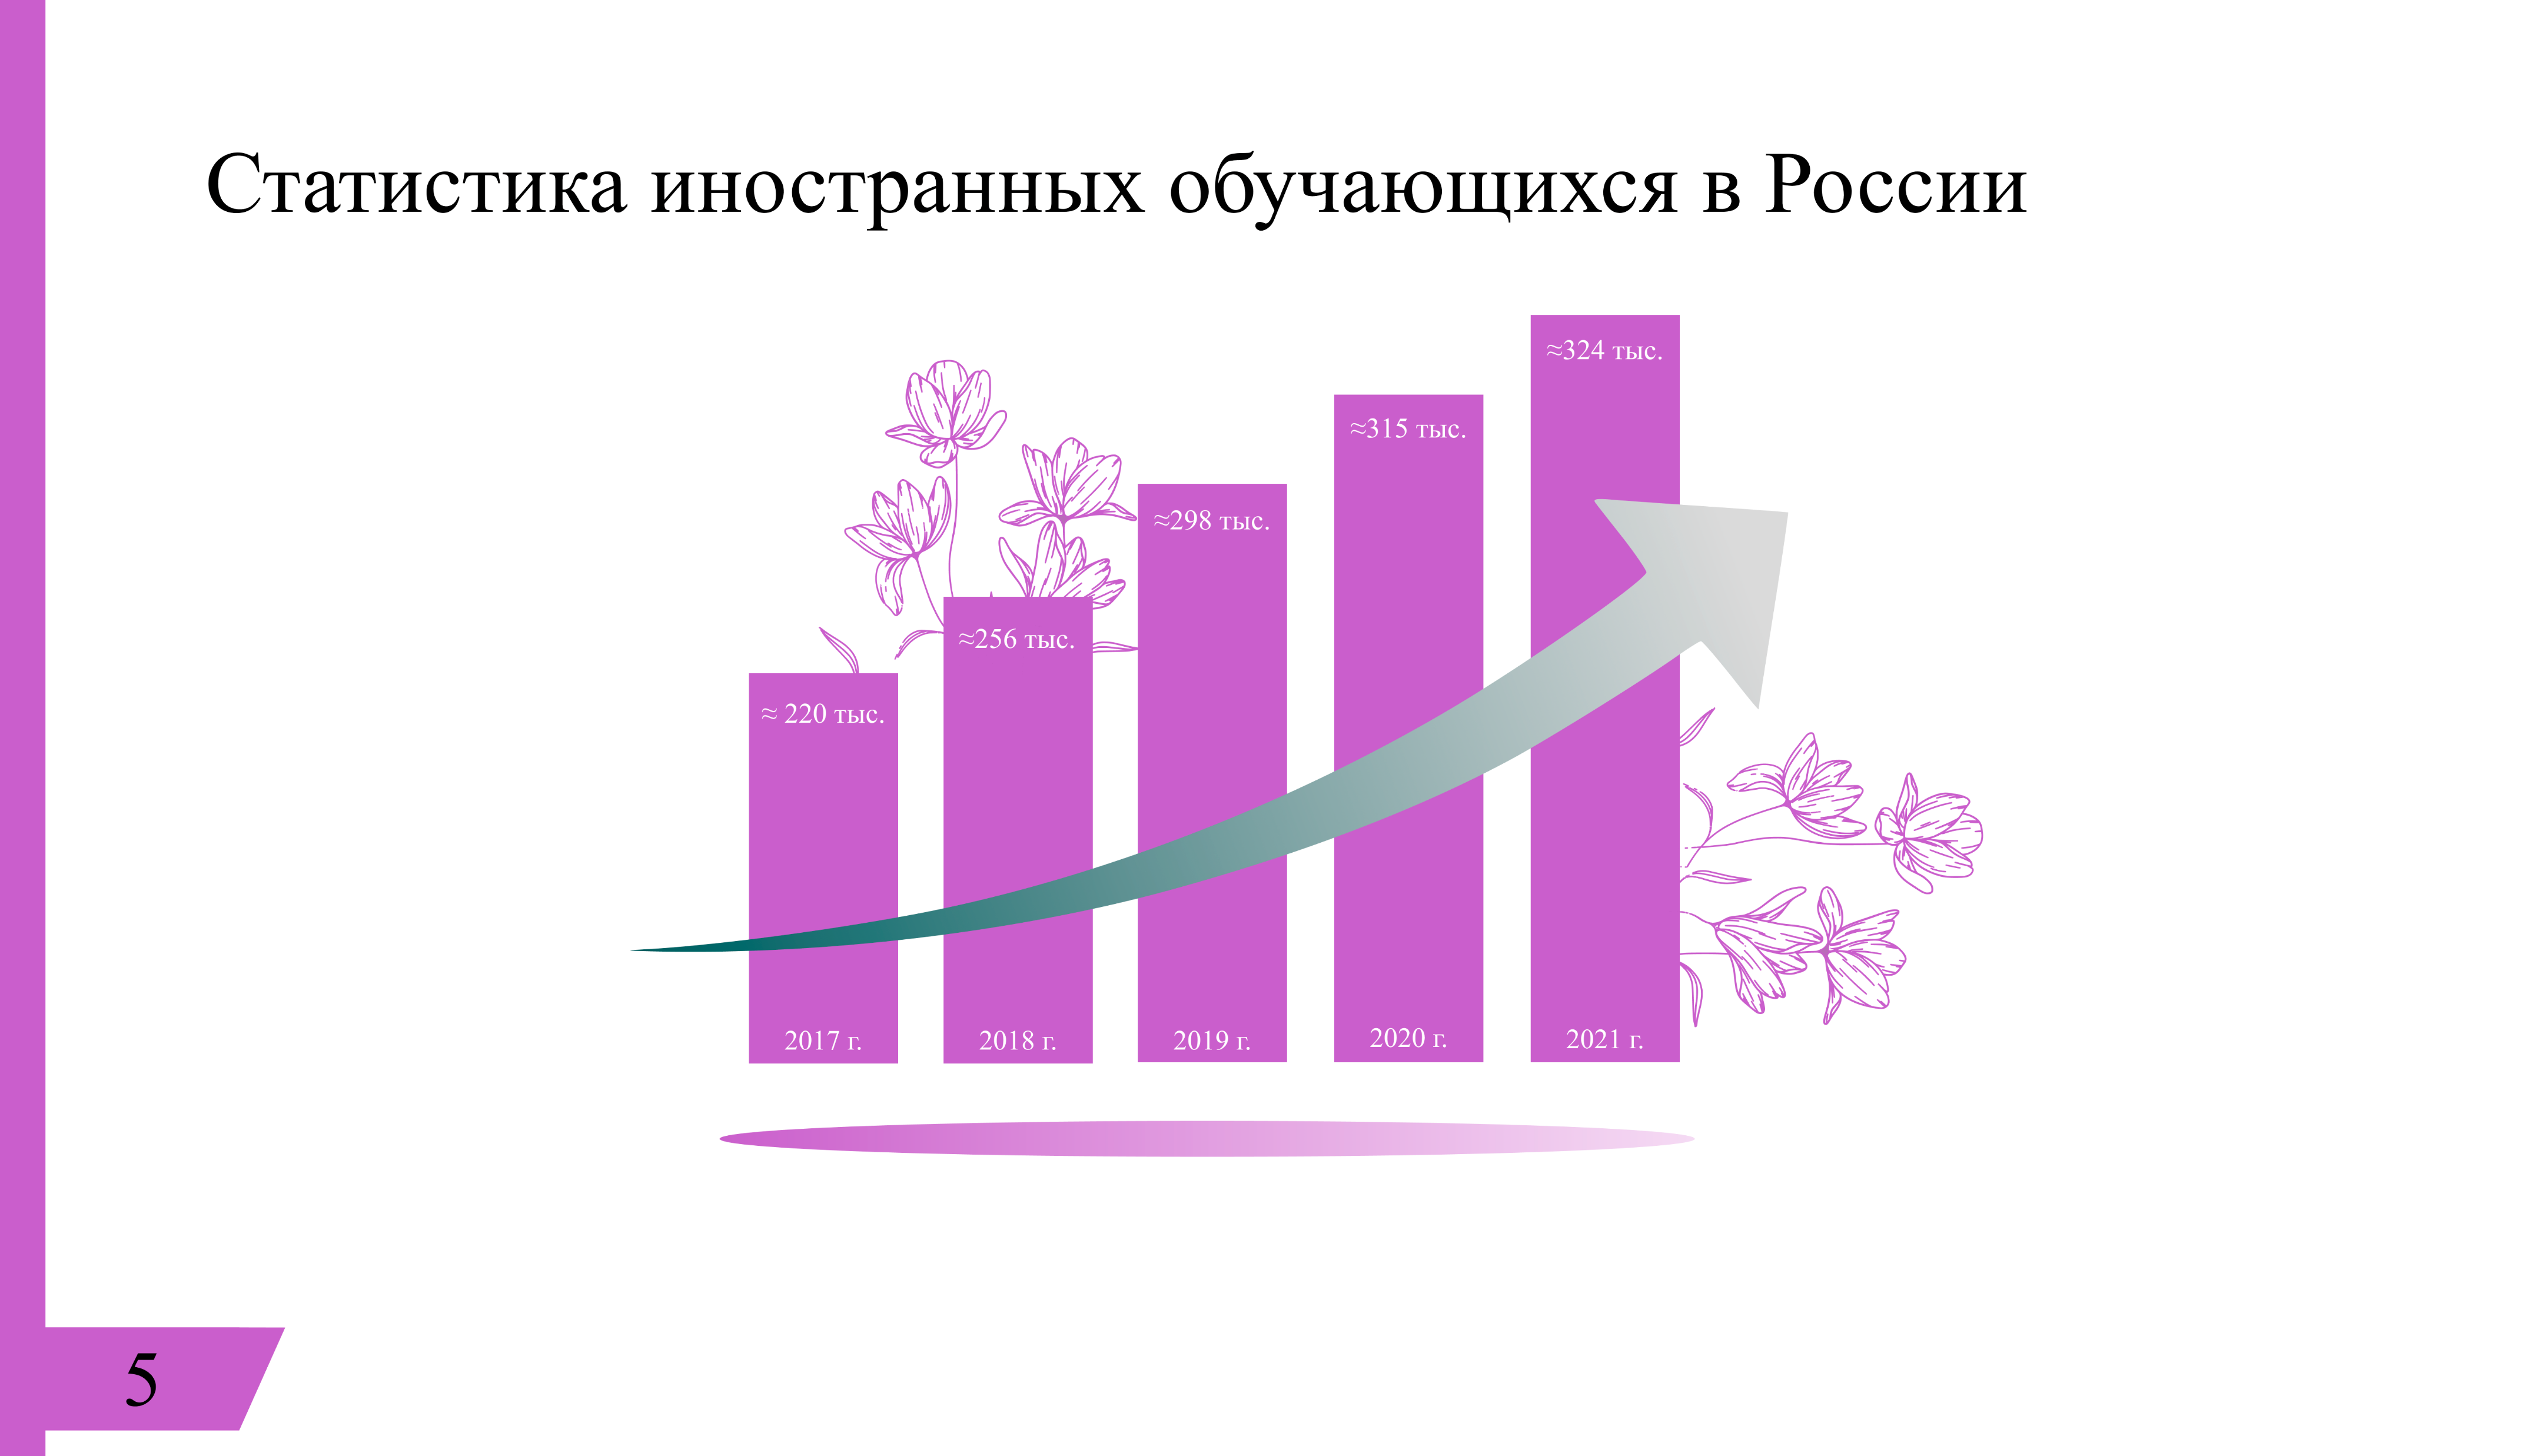 Статистика иностранных обучающихся в России
≈ 220 тыс.
≈256 тыс.
≈298 тыс.
≈315 тыс.
≈324 тыс.
2017 г.
2018 г.
2019 г.
2020 г.
2021 г.
5